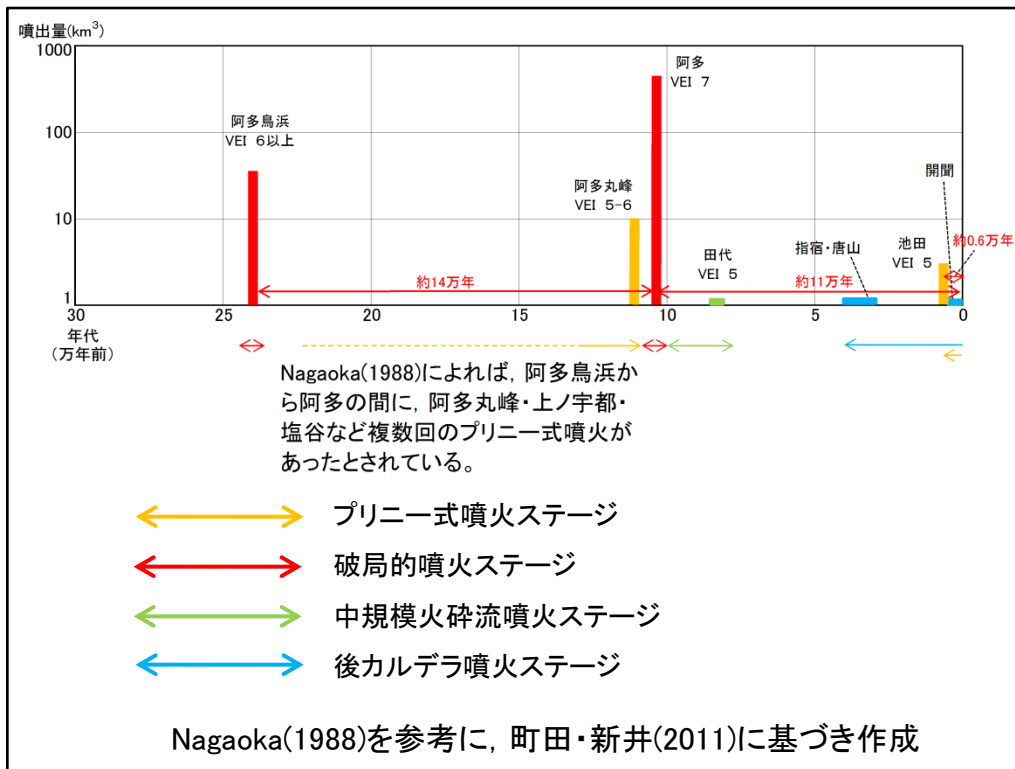 噴出量(km³)
1000
100
10
1
阿多鳥浜
VEI 6以上
阿多丸峰
VEI 5-6
阿多
VEI 7
田代
VEI 5
指宿・唐山
池田
VEI 5
開聞
約0.6万年
約14万年
約11万年
30
25
20
15
10
5
0
年代
(万年前)
Nagaoka(1988)によれば，阿多鳥浜か
ら阿多の間に，阿多丸峰・上ノ宇都・
塩谷など複数回のプリニー式噴火が
あったとされている。
プリニー式噴火ステージ
破局的噴火ステージ
中規模火砕流噴火ステージ
後カルデラ噴火ステージ
Nagaoka(1988)を参考に，町田・新井(2011)に基づき作成